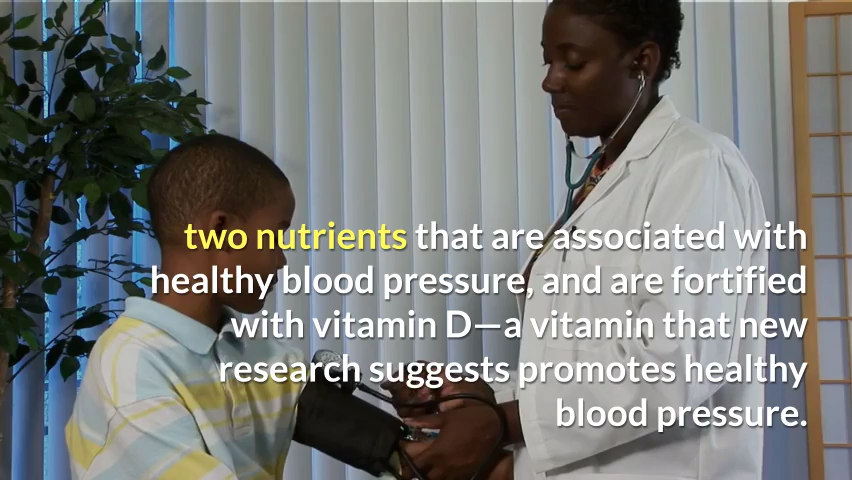 two nutrients that are associated with
healthy blood pressure, and are fortified
with vitamin D—a vitamin that new
research suggests promotes healthy
blood pressure.